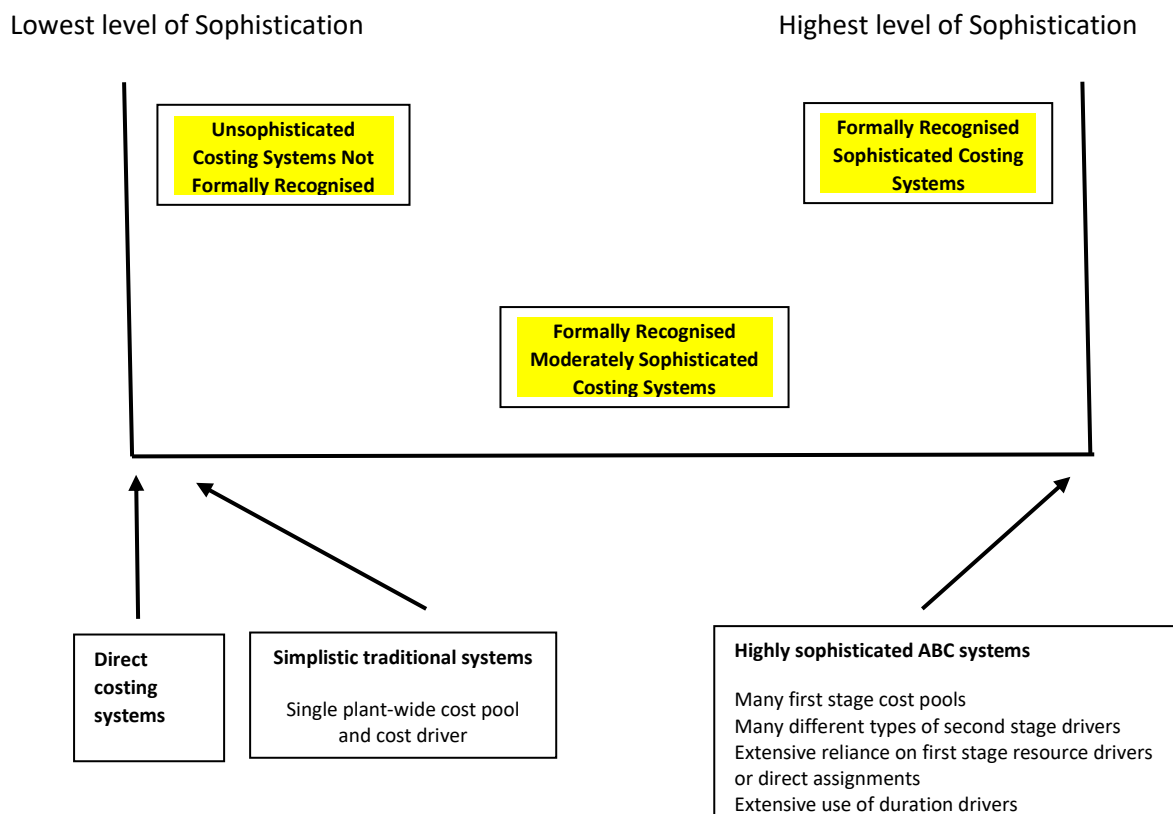 Lowest level of Sophistication
Highest level of Sophistication
Unsophisticated
Costing Systems Not
Formally Recognised
Formally Recognised
Sophisticated Costing
Systems
Formally Recognised
Moderately Sophisticated
Costing Systems
Direct
costing
systems
Simplistic traditional systems
Single plant-wide cost pool
and cost driver
Highly sophisticated ABC systems
Many first stage cost pools
Many different types of second stage drivers
Extensive reliance on first stage resource drivers
or direct assignments
Extensive use of duration drivers